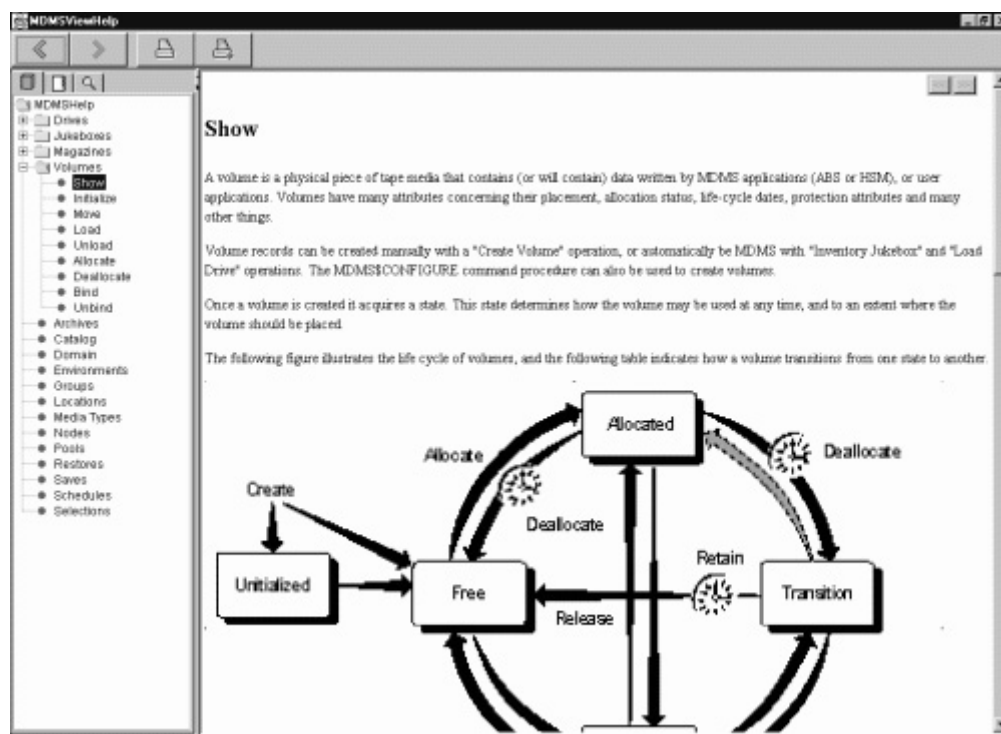 MDMSViewHelp
MDMSHelp
Drives
Jukeboxes
Magazines
Volumes
Show
Initialize
Move
Load
Unload
Allocate
Deallocate
Bind
Unbind
Archives
Catalog
Domain
Environments
Groups
Locations
Media Types
Nodes
Pools
Restores
Saves
Schedules
Selections
Show
A volume is a physical piece of tape media that contains (or will contain) data written by MDMS applications (ABS or HSM), or user
applications. Volumes have many attributes concerning their placement, allocation status, life-cycle dates, protection attributes and many
other things.
Volume records can be created manually with a "Create Volume" operation, or automatically be MDMS with "Inventory Jukebox" and "Load
Drive" operations. The MDMS$CONFIGURE command procedure can also be used to create volumes.
Once a volume is created it acquires a state. This state determines how the volume may be used at any time, and to an extent where the
volume should be placed.
The following figure illustrates the life cycle of volumes, and the following table indicates how a volume transitions from one state to another.
Allocated
Allocate
Deallocate
Create
Deallocate
Retain
Unitialized
Free
Transition
Release